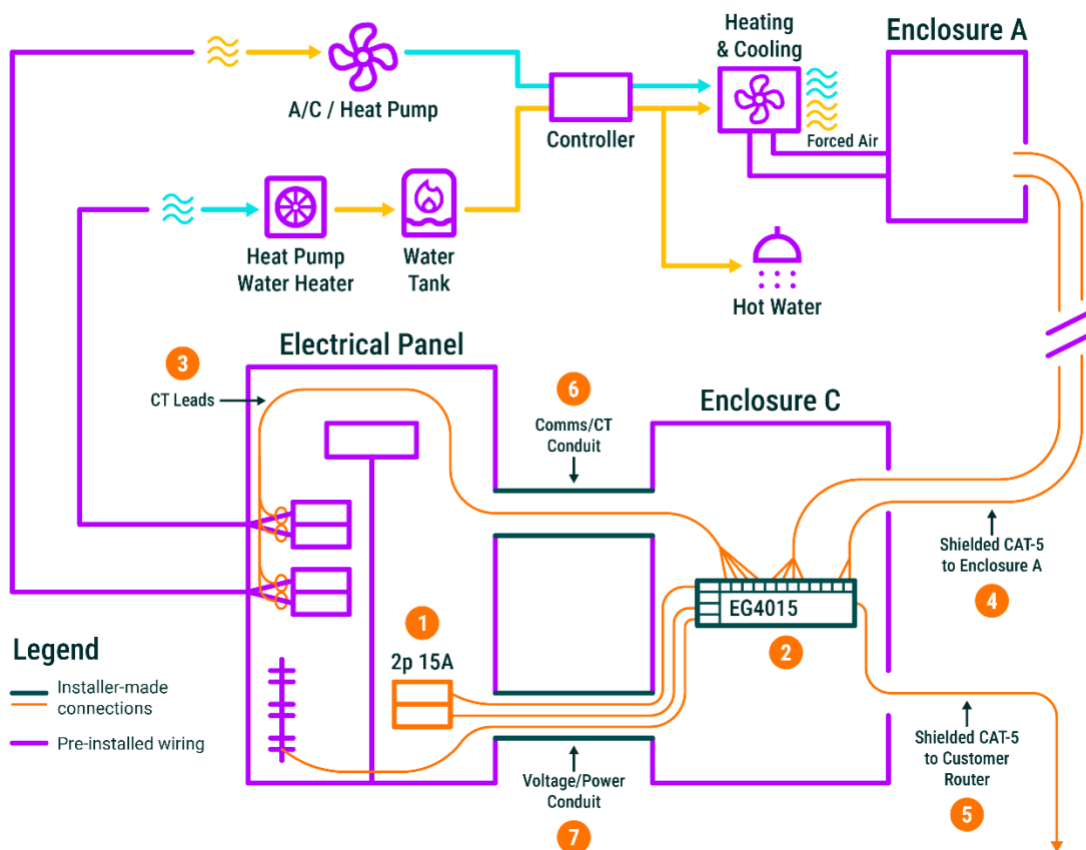 Heating
& Cooling
Enclosure A
A/C / Heat Pump
Controller
Forced Air
Heat Pump
Water Heater
Water
Tank
Hot Water
Electrical Panel
3
CT Leads
6
Comms/CT
Conduit
Enclosure C
Shielded CAT-5
to Enclosure A
4
1
2p 15A
EG4015
2
Legend
Installer-made
connections
Pre-installed wiring
Voltage/Power
Conduit
7
Shielded CAT-5
to Customer
Router
5